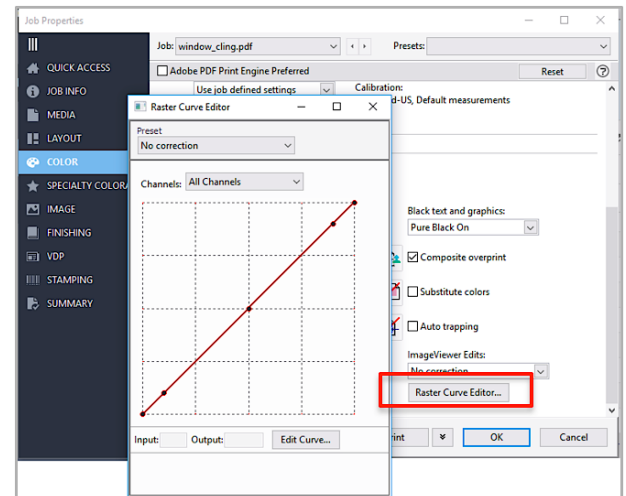 Job Properties
Job: window_cling.pdf
Presets:
QUICK ACCESS
JOB INFO
MEDIA
LAYOUT
COLOR
SPECIALTY COLOR
IMAGE
FINISHING
VDP
STAMPING
SUMMARY
Adobe PDF Print Engine Preferred
Reset
Use job defined settings
Calibration:
d-US, Default measurements
Raster Curve Editor
Preset
No correction
Channels: All Channels
Input:
Output:
Edit Curve...
Black text and graphics:
Pure Black On
Composite overprint
Substitute colors
Auto trapping
ImageViewer Edits:
No correction
Raster Curve Editor...
int
OK
Cancel